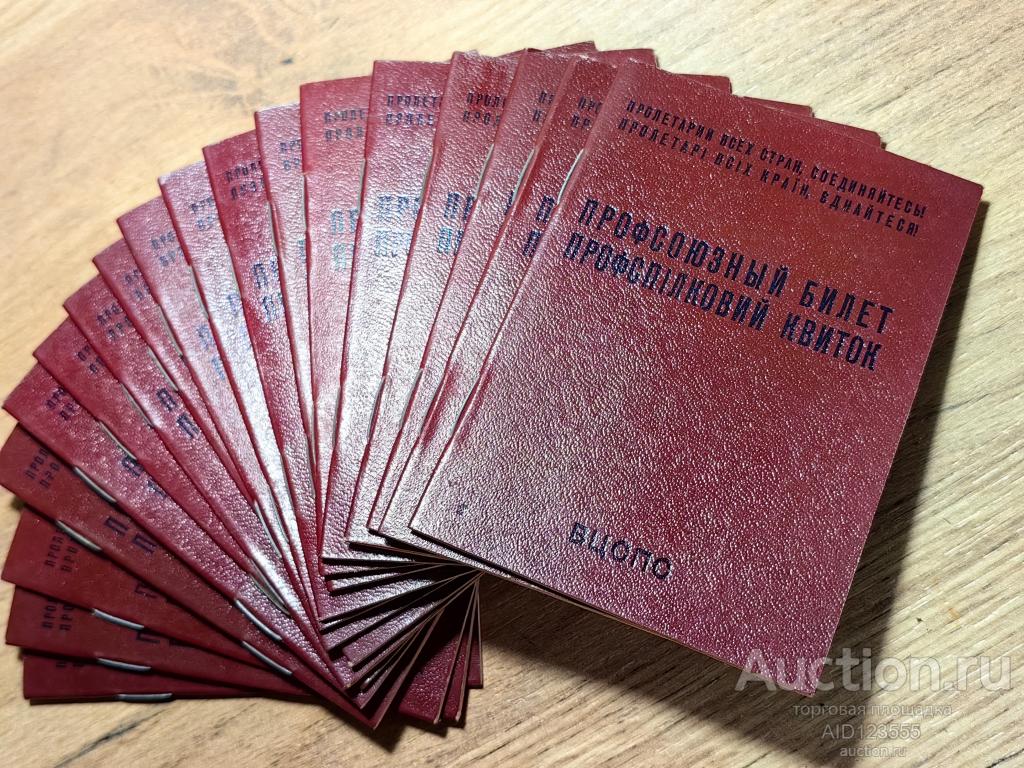 ПРОЛЕТАРИИ ВСЕХ СТРАН, СОЕДИНЯЙТЕСЬ!
ПРОЛЕТАРІ ВСІХ КРАЇН, ЄДНАЙТЕСЯ!
ПРОФСОЮЗНЫЙ БИЛЕТ
ПРОФСПІЛКОВИЙ КВИТОК
ВЦСПС
Auction.ru
торговая площадка
AID123555
auction.ru